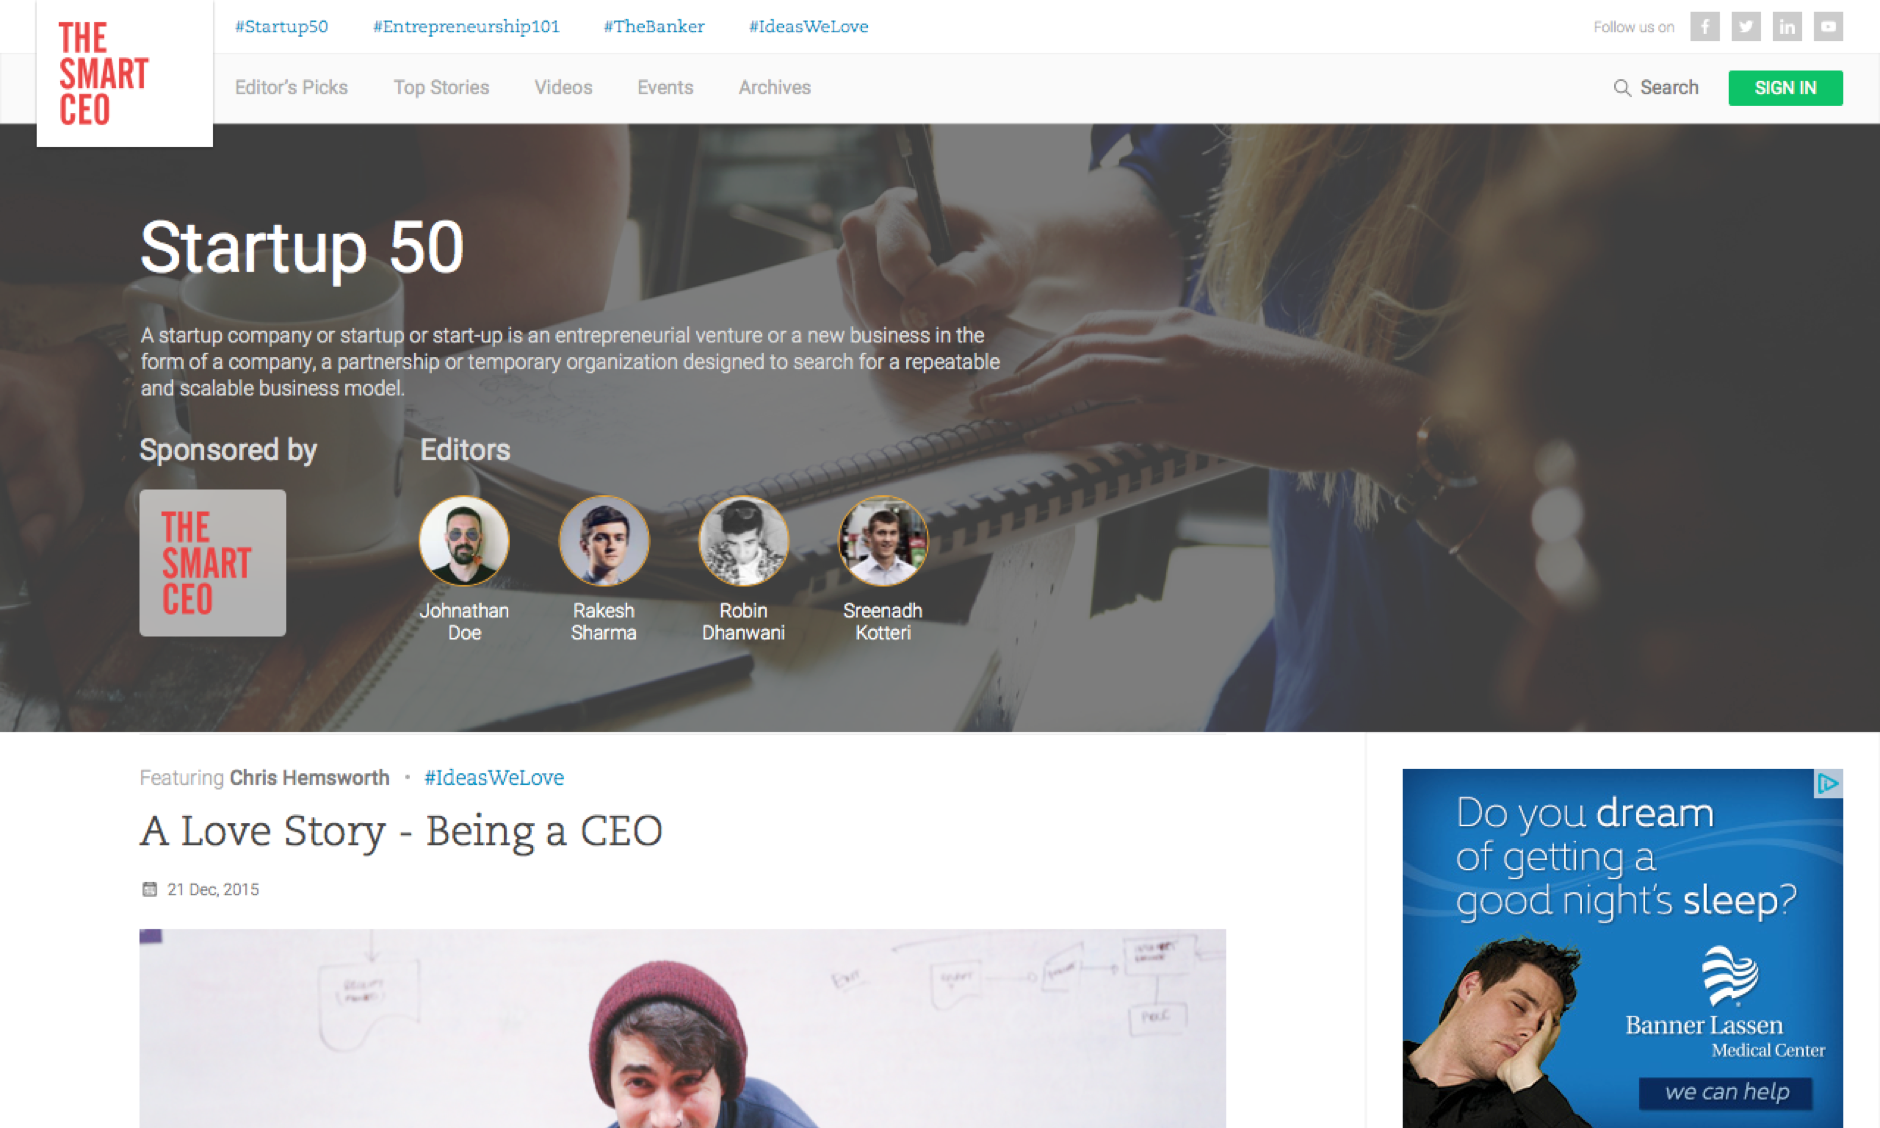 THE
SMART
CEO
#Startup50 #Entrepreneurship101 #TheBanker #IdeasWeLove
Follow us on
Editor's Picks Top Stories Videos Events Archives
Search
SIGN IN
Startup 50
A startup company or startup or start-up is an entrepreneurial venture or a new business in the
form of a company, a partnership or temporary organization designed to search for a repeatable
and scalable business model.
Sponsored by
THE
SMART
CEO
Editors
Johnathan
Doe
Rakesh
Sharma
Robin
Dhanwani
Sreenadh
Kotteri
Featuring Chris Hemsworth • #IdeasWeLove
A Love Story - Being a CEO
21 Dec, 2015
Do you dream
of getting a
good night's sleep?
Banner Lassen
Medical Center
we can help